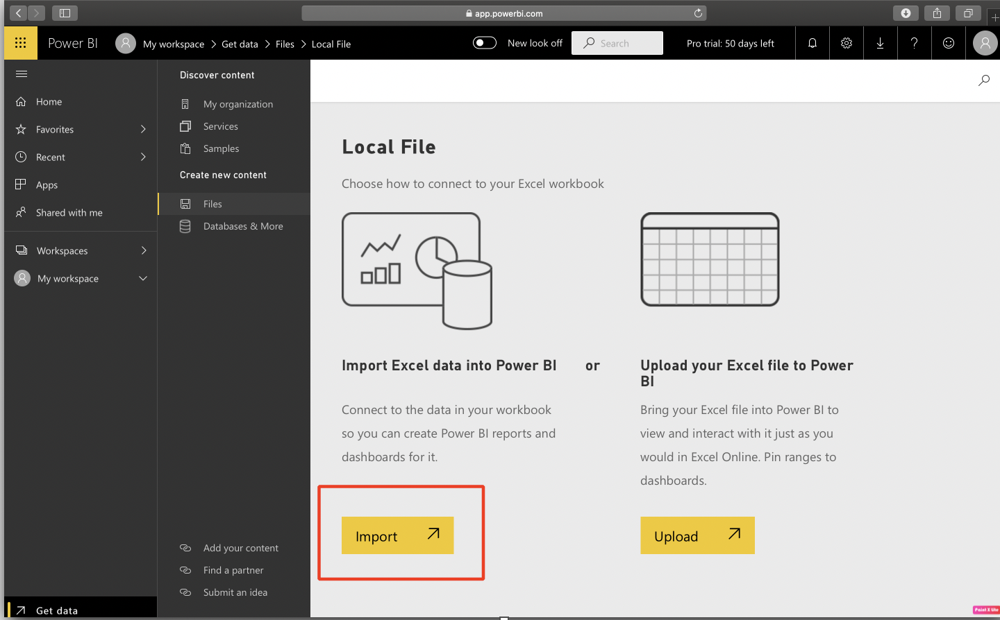 app.powerbi.com
Power BI
My workspace > Get data > Files > Local File
New look off
Search
Pro trial: 50 days left
Home
Favorites
Recent
Apps
Shared with me
Workspaces
My workspace
Get data
Discover content
My organization
Services
Samples
Create new content
Files
Databases & More
Add your content
Find a partner
Submit an idea
Local File
Choose how to connect to your Excel workbook
Import Excel data into Power BI
Connect to the data in your workbook
so you can create Power BI reports and
dashboards for it.
Import
or
Upload your Excel file to Power
BI
Bring your Excel file into Power BI to
view and interact with it just as you
would in Excel Online. Pin ranges to
dashboards.
Upload
Paint X lite